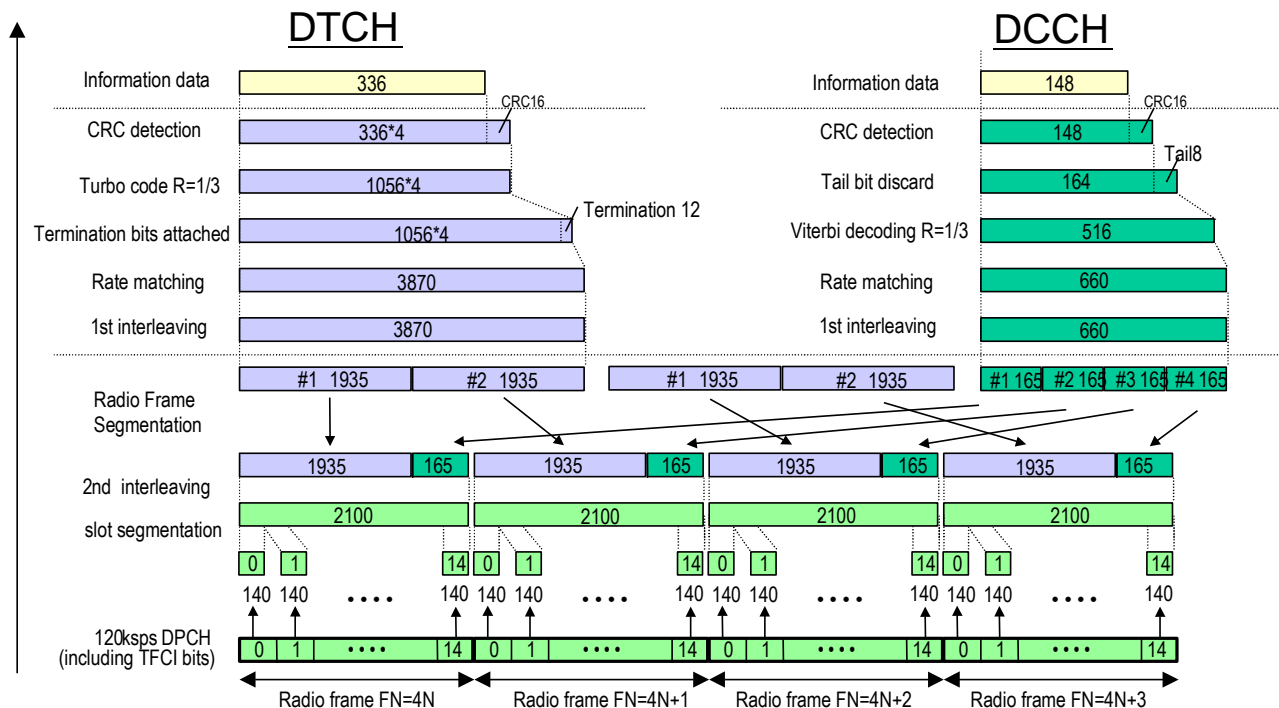 DTCH DCCH
Information data 336 Information data 148
CRC16 CRC16
CRC detection 336*4 CRC detection 148
Tail8
Turbo code R=1/3 1056*4 Tail bit discard 164
Termination 12
Termination bits attached 1056*4 Viterbi decoding R=1/3 516
Rate matching 3870 Rate matching 660
1st interleaving 3870 1st interleaving 660
#1 1935 #2 1935 #1 1935 #2 1935 #1 165 #2 165 #3 165 #4 165
Radio Frame
Segmentation
1935 165 1935 165 1935 165 1935 165
2nd interleaving
slot segmentation 2100 2100 2100 2100
0 1 14 0 1 14 0 1 14 0 1 14
140 140 •••• 140 140 140 •••• 140 140 140 •••• 140 140 140 •••• 140
120ksps DPCH
(including TFCI bits)
0 1 •••• 14 0 1 •••• 14 0 1 •••• 14 0 1 •••• 14
Radio frame FN=4N Radio frame FN=4N+1 Radio frame FN=4N+2 Radio frame FN=4N+3